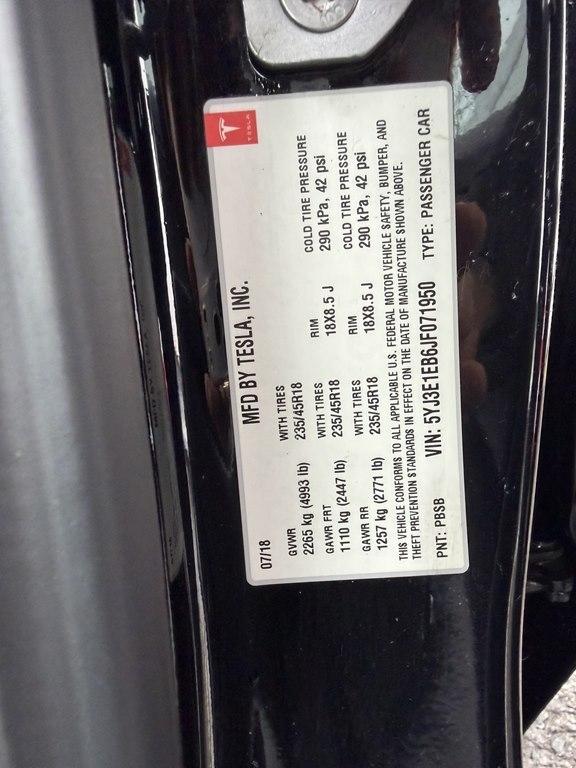 TESLA
MFD BY TESLA, INC.
07/18
GVWR
2265 kg (4993 lb)
WITH TIRES
235/45R18
GAWR FRT
1110 kg (2447 lb)
WITH TIRES
235/45R18
RIM
18X8.5 J
COLD TIRE PRESSURE
290 kPa, 42 psi
GAWR RR
1257 kg (2771 lb)
WITH TIRES
235/45R18
RIM
18X8.5 J
COLD TIRE PRESSURE
290 kPa, 42 psi
THIS VEHICLE CONFORMS TO ALL APPLICABLE U.S. FEDERAL MOTOR VEHICLE SAFETY, BUMPER, AND
THEFT PREVENTION STANDARDS IN EFFECT ON THE DATE OF MANUFACTURE SHOWN ABOVE.
PNT: PBSB VIN: 5YJ3E1EB6JF071950 TYPE: PASSENGER CAR